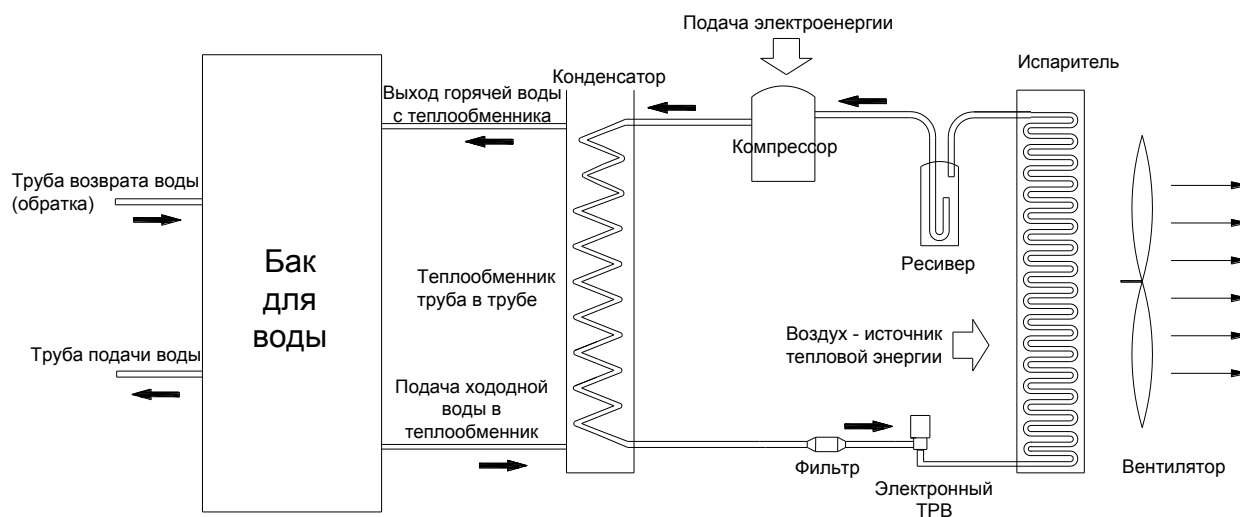 Подача электроенергии
Испаритель
Конденсатор
Выход горячей воды
с теплообменника
Компрессор
Труба возврата воды
(обратка)
Ресивер
Бак
для
воды
Теплообменник
труба в трубе
Воздух - источник
тепловой энергии
Труба подачи воды
Подача хододной
воды в
теплообменник
Фильтр
Вентилятор
Электронный
ТРВ